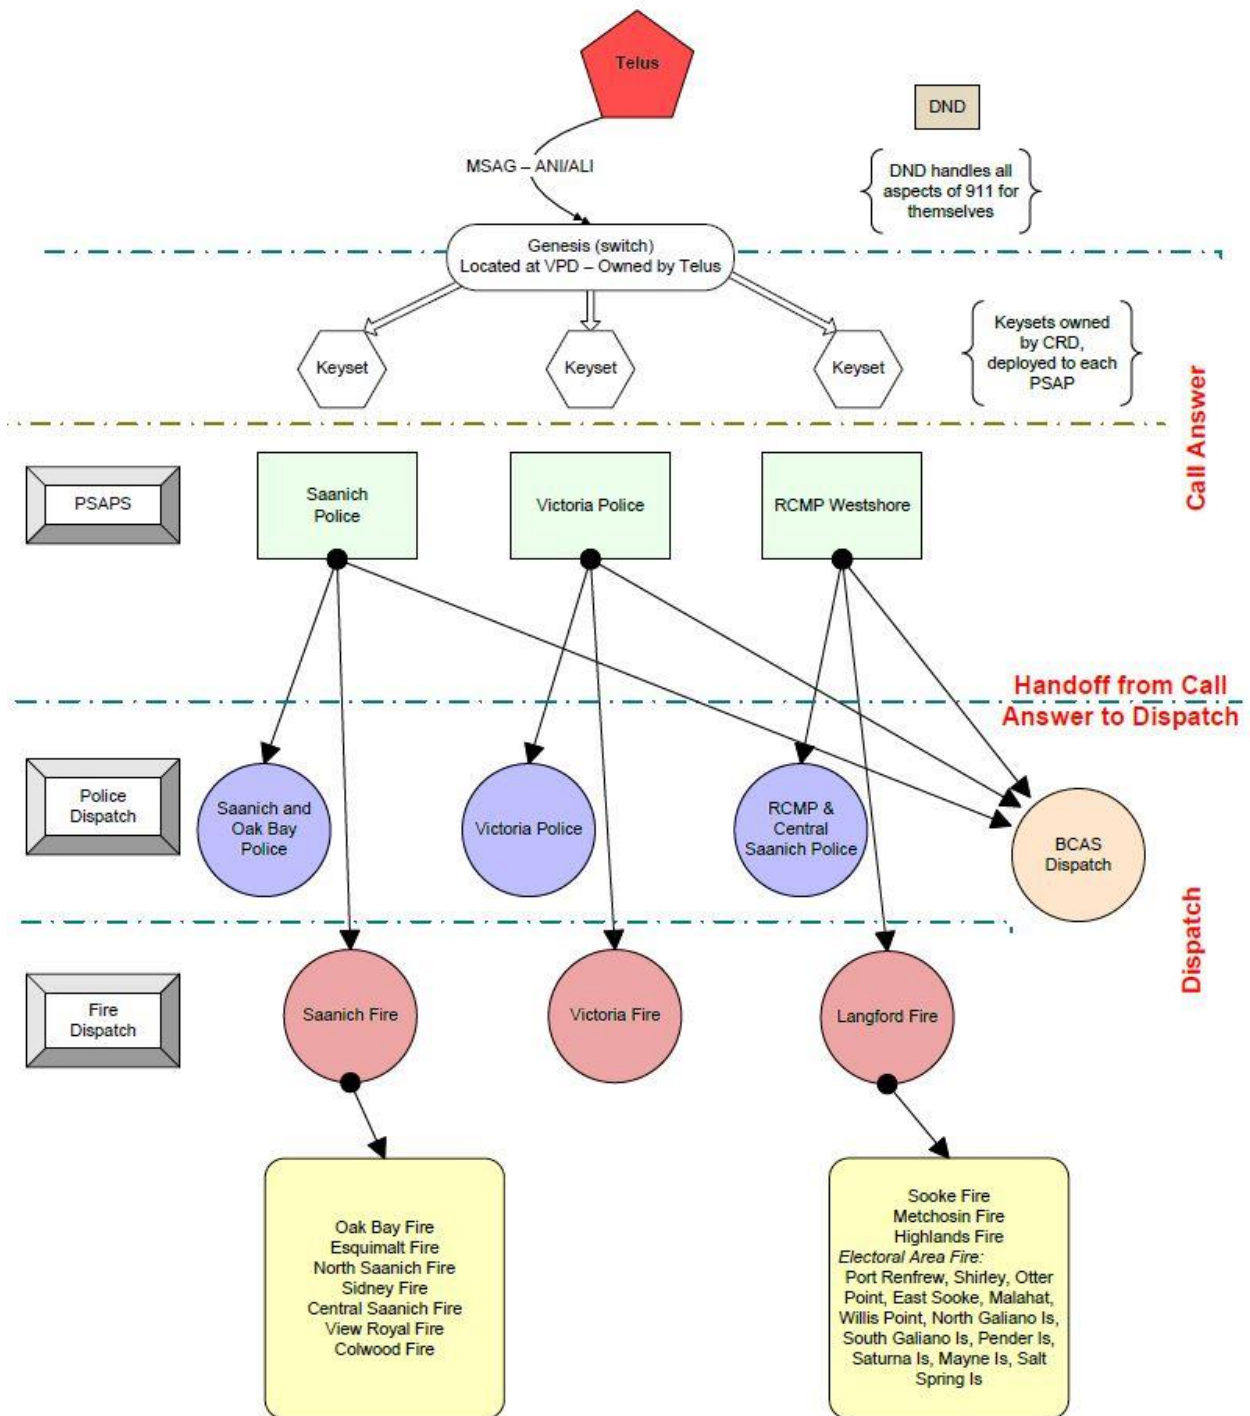 Telus
DND
MSAG – ANI/ALI
DND handles all
aspects of 911 for
themselves
Genesis (switch)
Located at VPD – Owned by Telus
Keyset
Keyset
Keyset
Keysets owned
by CRD,
deployed to each
PSAP
Call Answer
PSAPS
Saanich
Police
Victoria Police
RCMP Westshore
Handoff from Call
Answer to Dispatch
Police
Dispatch
Saanich and
Oak Bay
Police
Victoria Police
RCMP &
Central
Saanich Police
BCAS
Dispatch
Dispatch
Fire
Dispatch
Saanich Fire
Victoria Fire
Langford Fire
Oak Bay Fire
Esquimalt Fire
North Saanich Fire
Sidney Fire
Central Saanich Fire
View Royal Fire
Colwood Fire
Sooke Fire
Metchosin Fire
Highlands Fire
Electoral Area Fire:
Port Renfrew, Shirley, Otter
Point, East Sooke, Malahat,
Willis Point, North Galiano Is,
South Galiano Is, Pender Is,
Saturna Is, Mayne Is, Salt
Spring Is